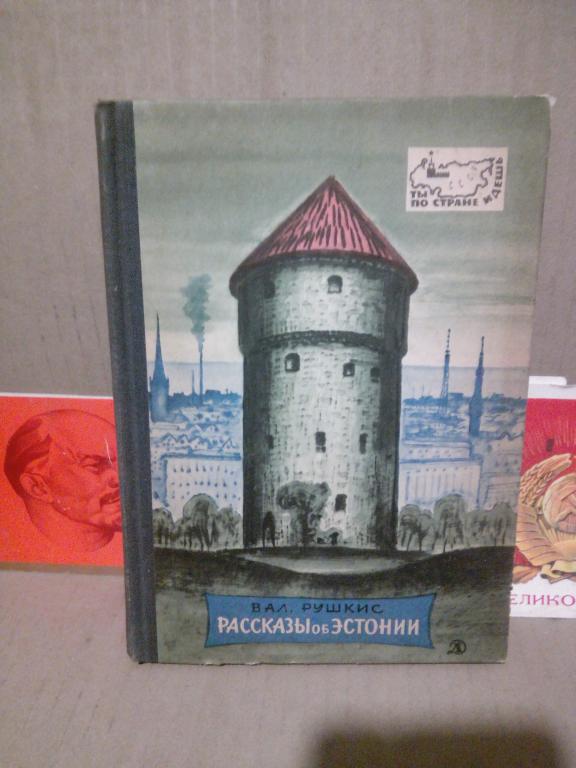 ТЫ
ПО СТРАНЕ
ИДЕШЬ
ВАЛ. РУШКИС
РАССКАЗЫ ОБ ЭСТОНИИ
ЕЛИКО